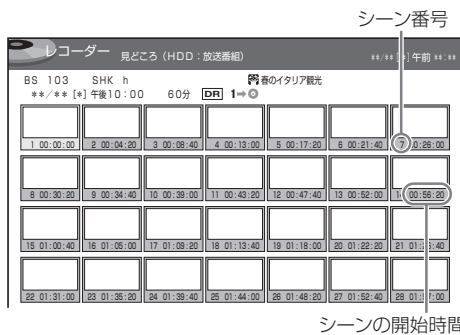 シーン番号
レコーダー 見どころ（HDD：放送番組） **/** [*] 午前 **:**
BS 103 SHK h 春のイタリア観光
**/** [*] 午後10:00 60分 DR 1⇒
1 00:00:00 2 00:04:20 3 00:08:40 4 00:13:00 5 00:17:20 6 00:21:40 7 00:26:00
8 00:30:20 9 00:34:40 10 00:39:00 11 00:43:20 12 00:47:40 13 00:52:00 14 00:56:20
15 01:00:40 16 01:05:00 17 01:09:20 18 01:13:40 19 01:18:00 20 01:22:20 21
22 01:31:00 23 01:35:20 24 01:39:40 25 01:44:00 26 01:48:20 27 01:52:40 28
シーンの開始時間